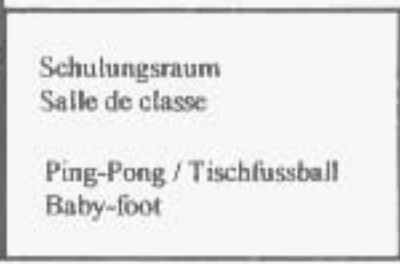 Schulungsraum
Salle de classe
Ping-Pong / Tischfussball
Baby-foot